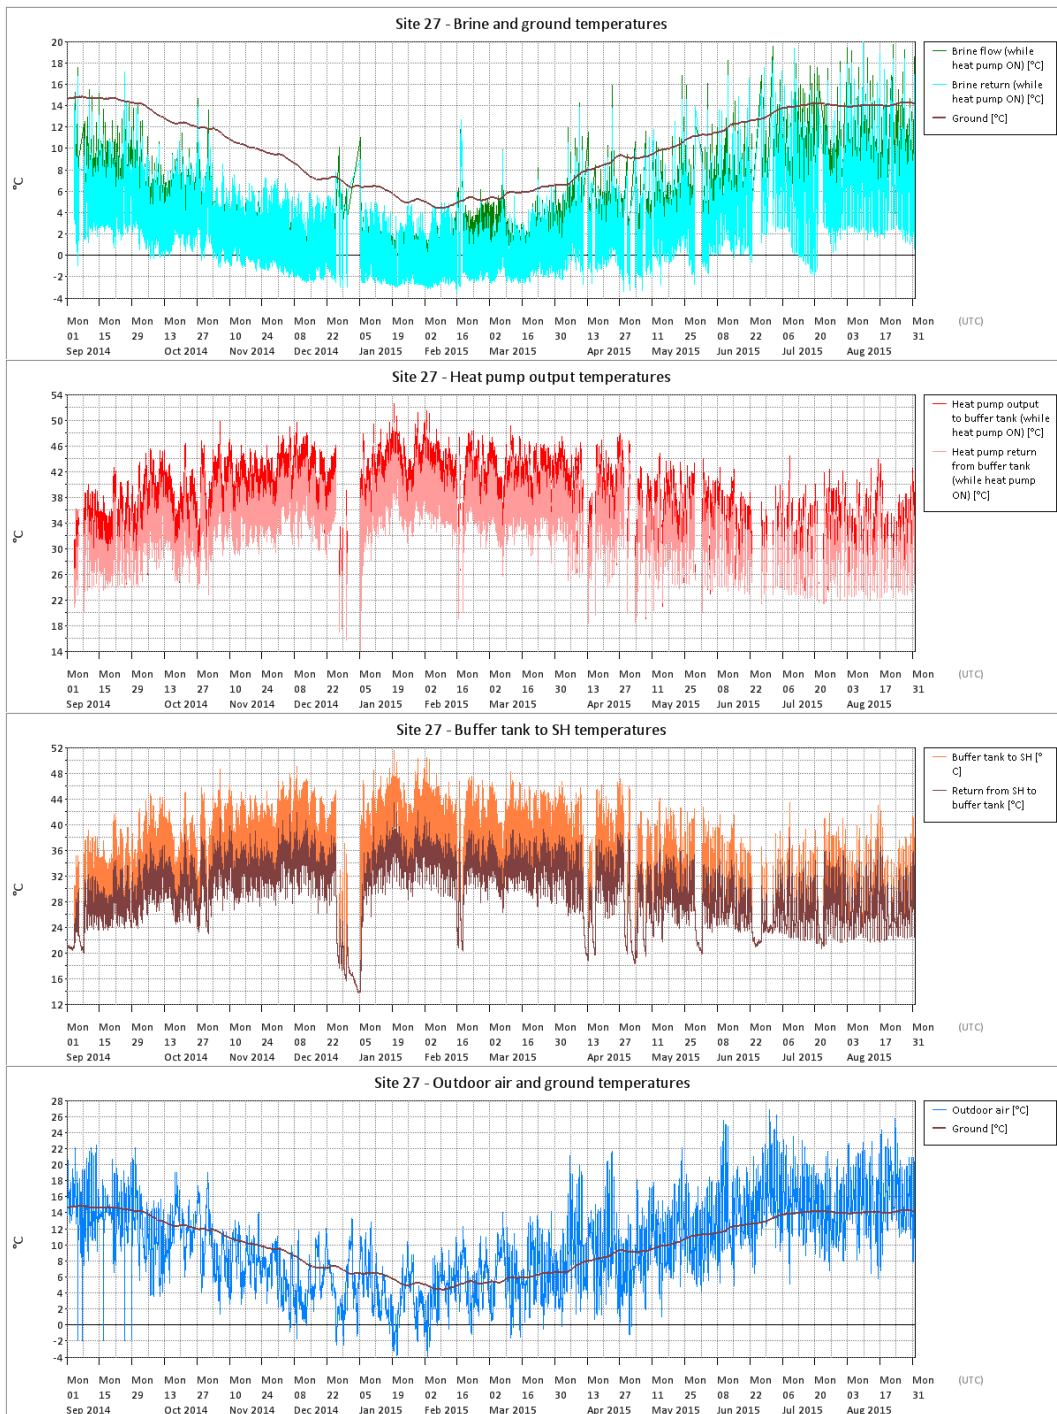 Site 27 - Brine and ground temperatures
20
18
16
14
12
10
8
6
4
2
0
-2
-4
°C
Mon Mon Mon Mon Mon Mon Mon Mon Mon Mon Mon Mon Mon Mon Mon Mon Mon Mon Mon Mon Mon Mon Mon Mon Mon Mon Mon (UTC)
01 15 29 13 27 10 24 08 22 05 19 02 16 02 16 30 13 27 11 25 08 22 06 20 03 17 31
Sep 2014 Oct 2014 Nov 2014 Dec 2014 Jan 2015 Feb 2015 Mar 2015 Apr 2015 May 2015 Jun 2015 Jul 2015 Aug 2015
Brine flow (while
heat pump ON) [°C]
Brine return (while
heat pump ON) [°C]
Ground [°C]
Site 27 - Heat pump output temperatures
54
50
46
42
38
34
30
26
22
18
14
°C
Mon Mon Mon Mon Mon Mon Mon Mon Mon Mon Mon Mon Mon Mon Mon Mon Mon Mon Mon Mon Mon Mon Mon Mon Mon Mon Mon (UTC)
01 15 29 13 27 10 24 08 22 05 19 02 16 02 16 30 13 27 11 25 08 22 06 20 03 17 31
Sep 2014 Oct 2014 Nov 2014 Dec 2014 Jan 2015 Feb 2015 Mar 2015 Apr 2015 May 2015 Jun 2015 Jul 2015 Aug 2015
Heat pump output
to buffer tank (while
heat pump ON) [°C]
Heat pump return
from buffer tank
(while heat pump
ON) [°C]
Site 27 - Buffer tank to SH temperatures
52
48
44
40
36
32
28
24
20
16
12
°C
Mon Mon Mon Mon Mon Mon Mon Mon Mon Mon Mon Mon Mon Mon Mon Mon Mon Mon Mon Mon Mon Mon Mon Mon Mon Mon Mon (UTC)
01 15 29 13 27 10 24 08 22 05 19 02 16 02 16 30 13 27 11 25 08 22 06 20 03 17 31
Sep 2014 Oct 2014 Nov 2014 Dec 2014 Jan 2015 Feb 2015 Mar 2015 Apr 2015 May 2015 Jun 2015 Jul 2015 Aug 2015
Buffer tank to SH [°
C]
Return from SH to
buffer tank [°C]
Site 27 - Outdoor air and ground temperatures
28
26
24
22
20
18
16
14
12
10
8
6
4
2
0
-2
-4
°C
Mon Mon Mon Mon Mon Mon Mon Mon Mon Mon Mon Mon Mon Mon Mon Mon Mon Mon Mon Mon Mon Mon Mon Mon Mon Mon Mon (UTC)
01 15 29 13 27 10 24 08 22 05 19 02 16 02 16 30 13 27 11 25 08 22 06 20 03 17 31
Sep 2014 Oct 2014 Nov 2014 Dec 2014 Jan 2015 Feb 2015 Mar 2015 Apr 2015 May 2015 Jun 2015 Jul 2015 Aug 2015
Outdoor air [°C]
Ground [°C]